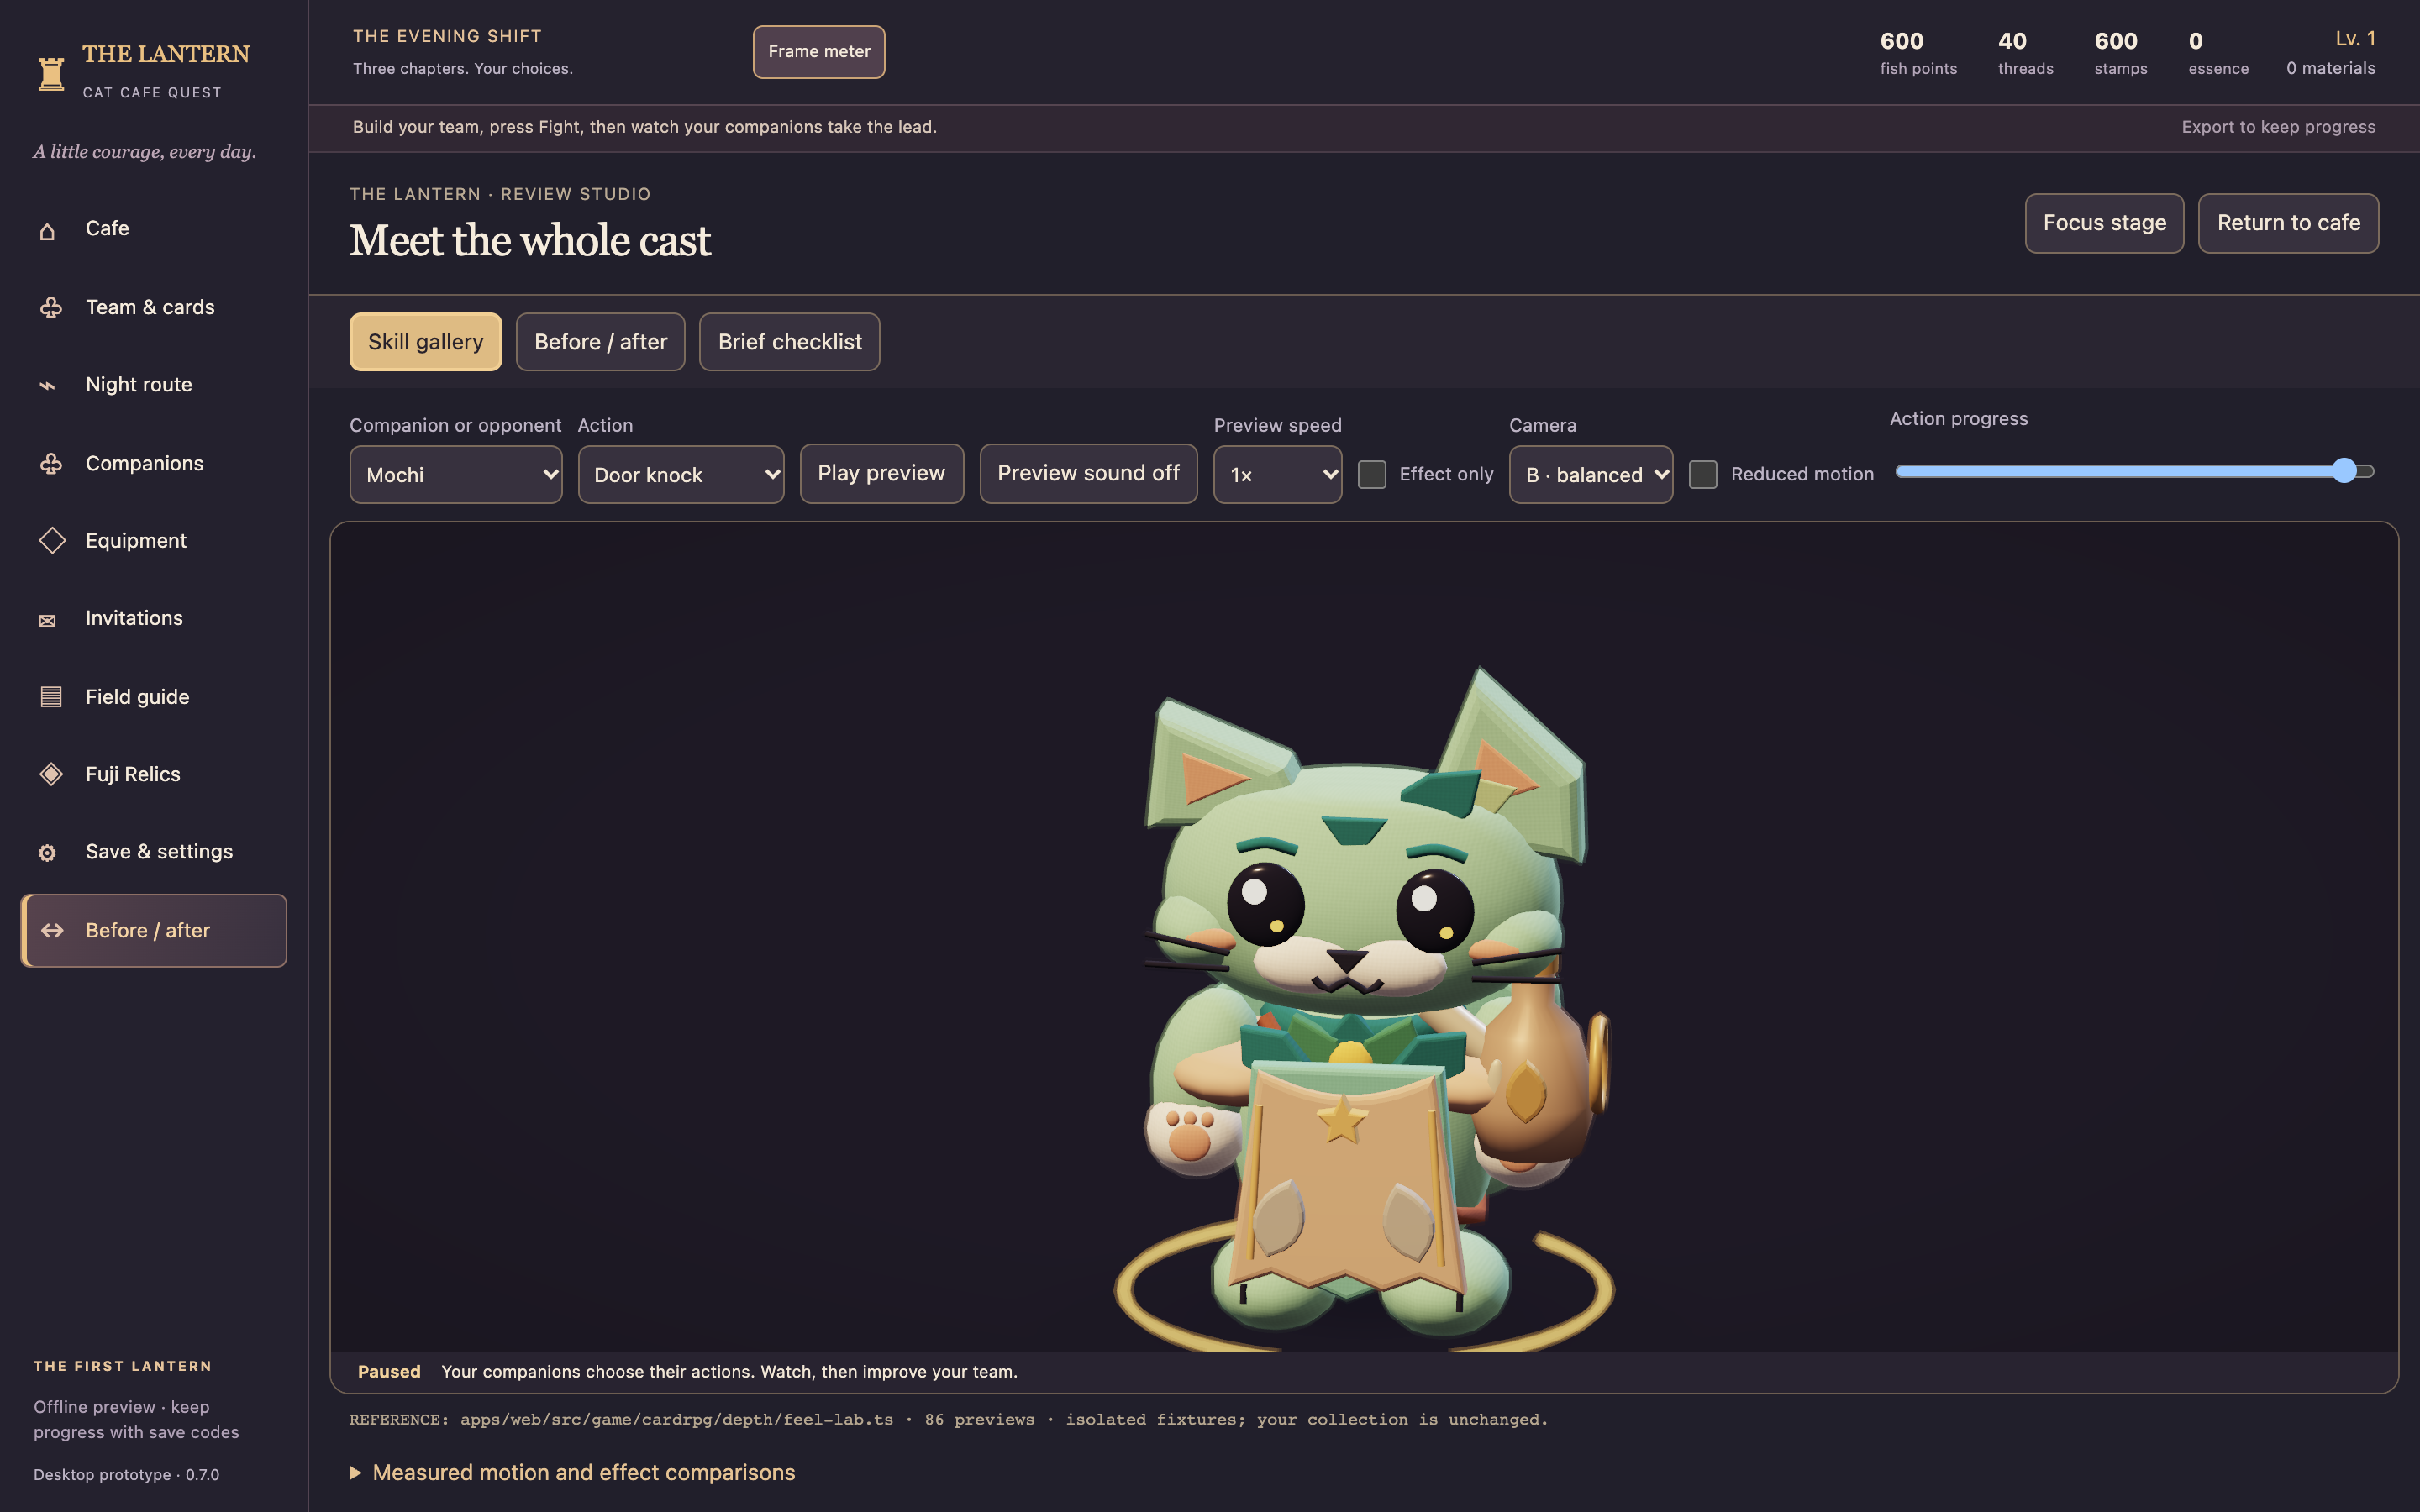 THE LANTERN
CAT CAFE QUEST
A little courage, every day.
Cafe
Team & cards
Night route
Companions
Equipment
Invitations
Field guide
Fuji Relics
Save & settings
Before / after
THE FIRST LANTERN
Offline preview · keep
progress with save codes
Desktop prototype · 0.7.0
THE EVENING SHIFT
Three chapters. Your choices.
Frame meter
600
fish points
40
threads
600
stamps
0
essence
Lv. 1
0 materials
Build your team, press Fight, then watch your companions take the lead.
Export to keep progress
THE LANTERN · REVIEW STUDIO
Meet the whole cast
Focus stage
Return to cafe
Skill gallery
Before / after
Brief checklist
Companion or opponent
Mochi
Action
Door knock
Play preview
Preview sound off
Preview speed
1×
Effect only
Camera
B · balanced
Reduced motion
Action progress
Paused
Your companions choose their actions. Watch, then improve your team.
REFERENCE: apps/web/src/game/cardrpg/depth/feel-lab.ts · 86 previews · isolated fixtures; your collection is unchanged.
Measured motion and effect comparisons